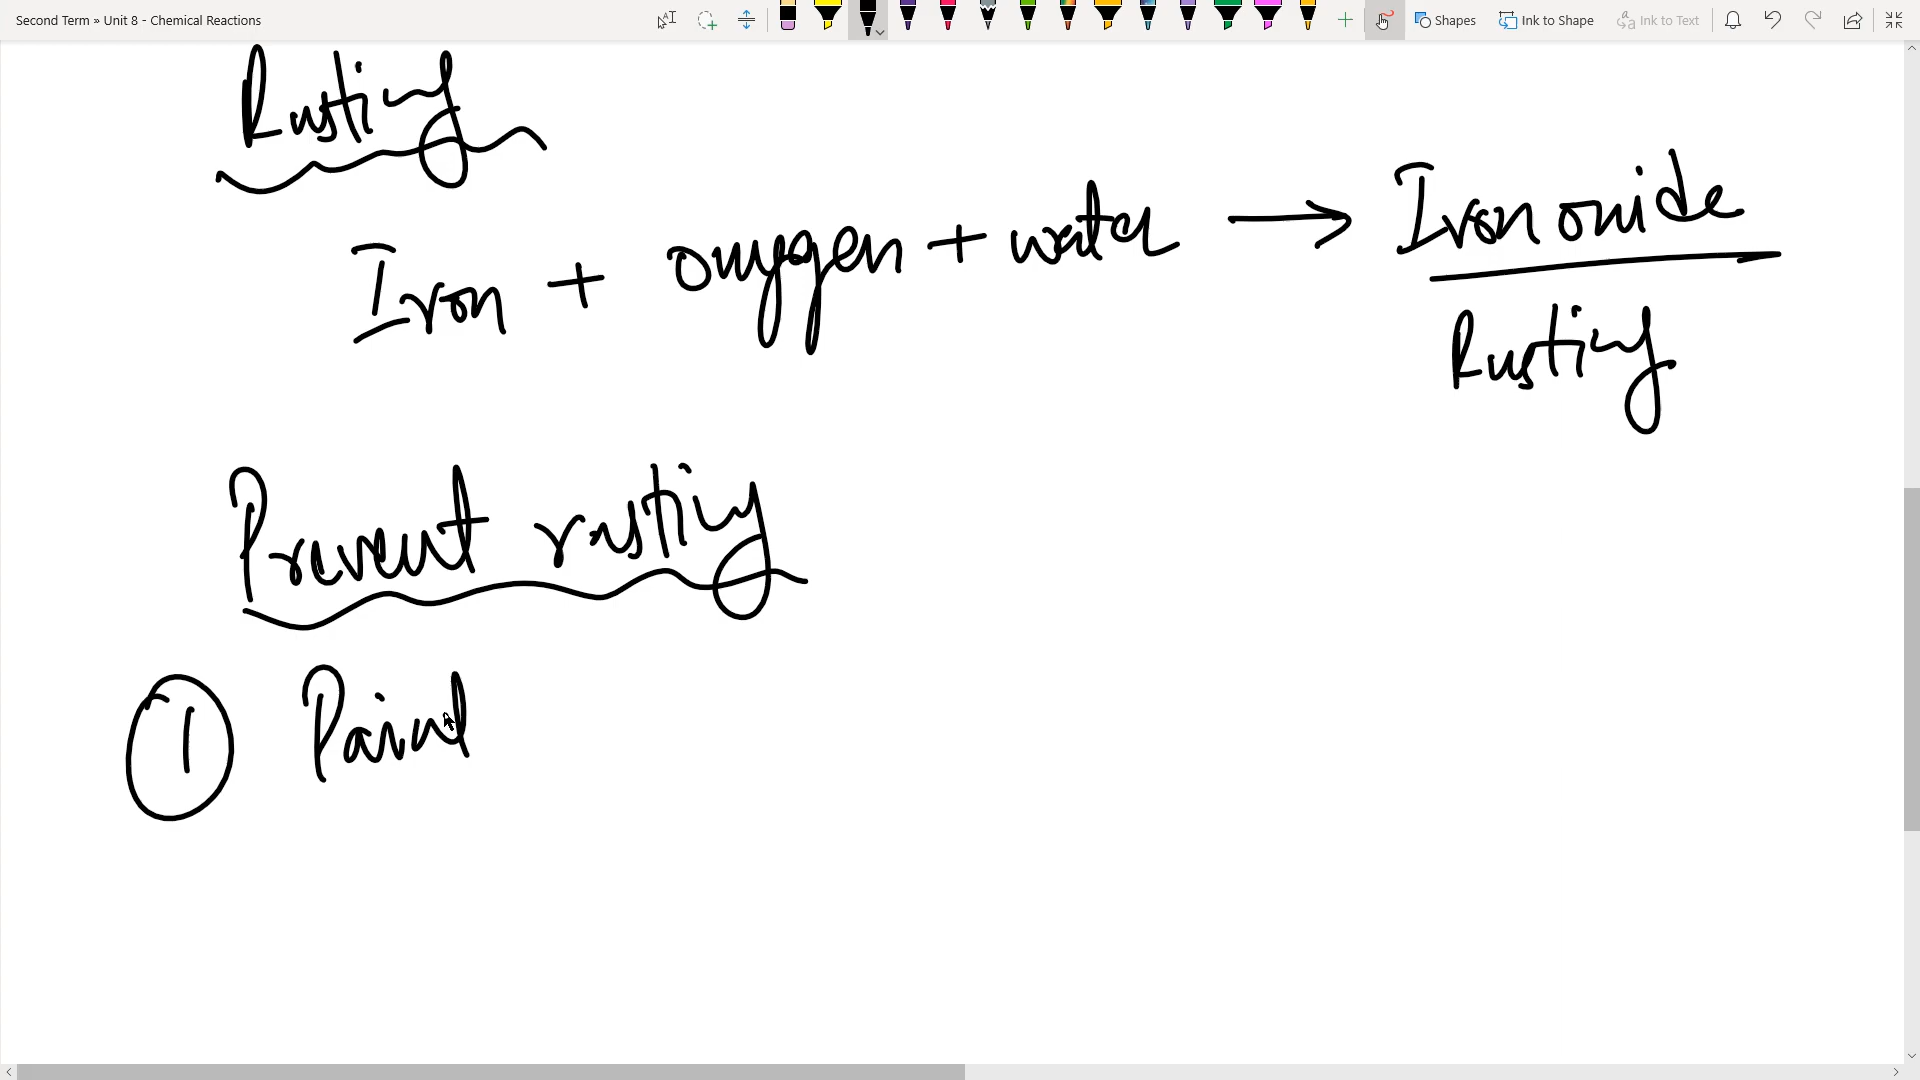 Second Term » Unit 8 - Chemical Reactions
Shapes
Ink to Shape
Ink to Text
Rusting
Iron + oxygen + water → Iron oxide
Rusting
Prevent rusting
① Paint